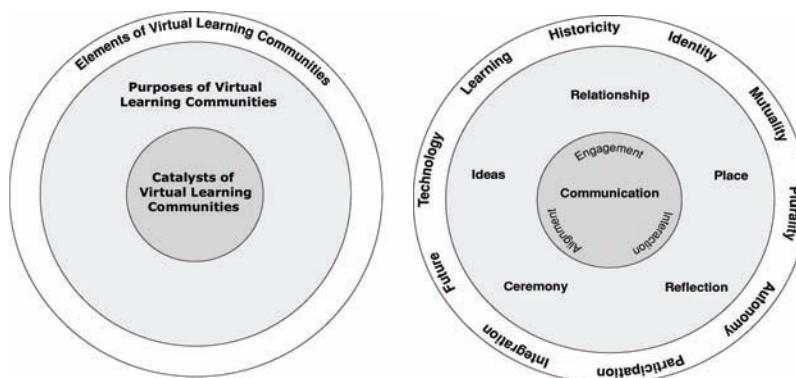 Elements of Virtual Learning Communities
Purposes of Virtual
Learning Communities
Catalysts of
Virtual Learning
Communities
Historicity
Identity
Mutuality
Plurality
Autonomy
Participation
Integration
Future
Technology
Learning
Relationship
Place
Reflection
Ceremony
Ideas
Engagement
Communication
Interaction
Alignment